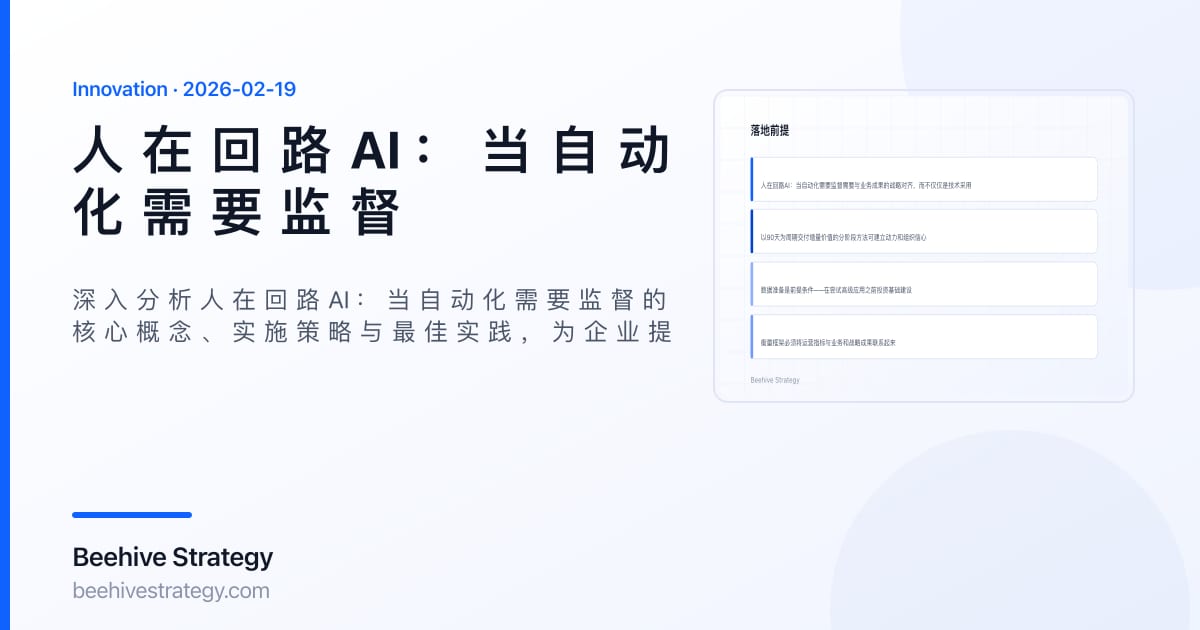 Innovation · 2026-02-19
人在回路AI：当自动
化需要监督
深入分析人在回路AI：当自动化需要监督的
核心概念、实施策略与最佳实践，为企业提
落地前提
人在回路AI：当自动化需要监督需要与业务成果的战略对齐，而不仅仅是技术采用
以90天为周期交付增量价值的分阶段方法可建立动力和组织信心
数据准备是前提条件——在尝试高级应用之前投资基础建设
衡量框架必须将运营指标与业务和战略成果联系起来
Beehive Strategy
Beehive Strategy
beehivestrategy.com